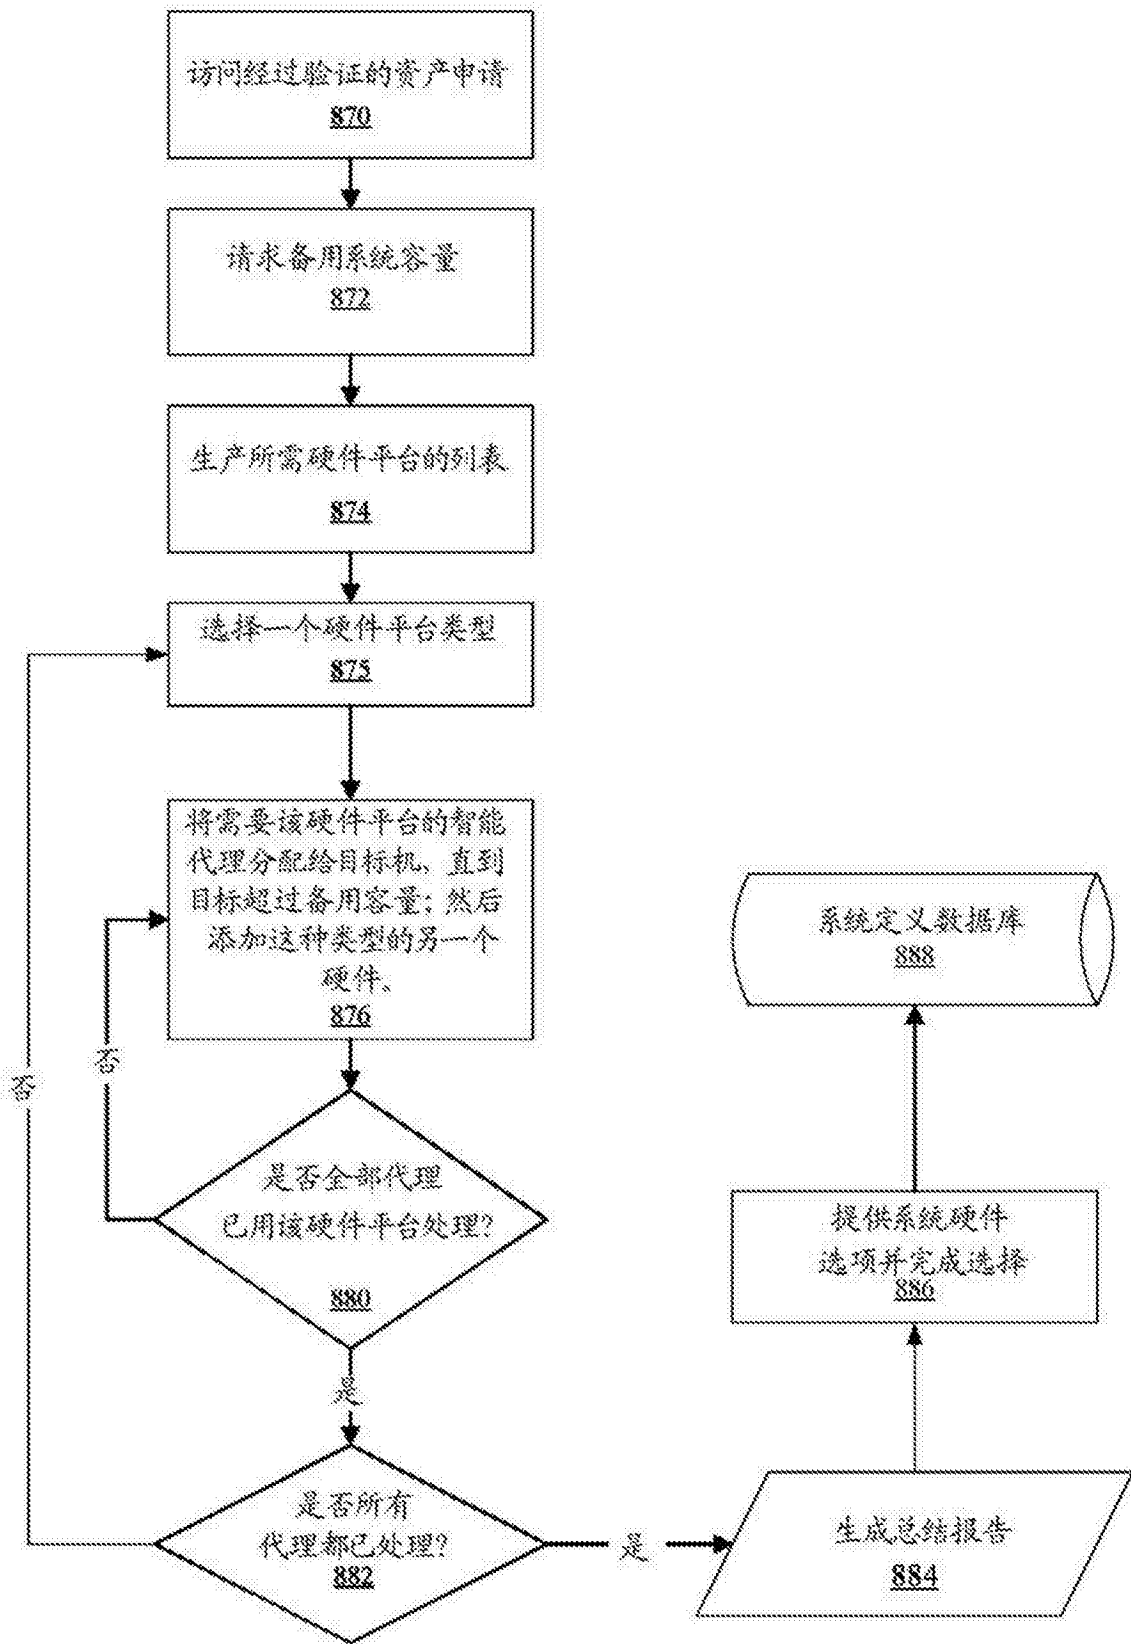 访问经过验证的资产申请
870
请求备用系统容量
872
生产所需硬件平台的列表
874
选择一个硬件平台类型
875
将需要该硬件平台的智能
代理分配给目标机、直到
目标超过备用容量；然后
添加这种类型的另一个
硬件、
876
否
否
是否全部代理
已用该硬件平台处理？
880
是
是否所有
代理都已处理？
882
是
生成总结报告
884
提供系统硬件
选项并完成选择
886
系统定义数据库
888